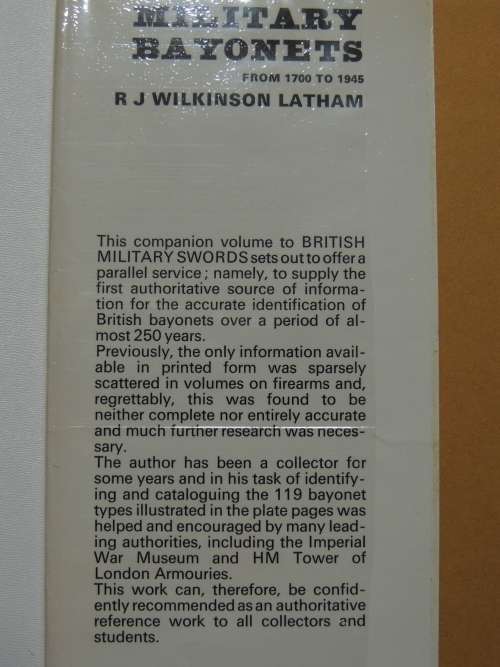 MILITARY
BAYONETS
FROM 1700 TO 1945
R J WILKINSON LATHAM
This companion volume to BRITISH
MILITARY SWORDS sets out to offer a
parallel service; namely, to supply the
first authoritative source of informa-
tion for the accurate identification of
British bayonets over a period of al-
most 250 years.
Previously, the only information avail-
able in printed form was sparsely
scattered in volumes on firearms and,
regrettably, this was found to be
neither complete nor entirely accurate
and much further research was neces-
sary.
The author has been a collector for
some years and in his task of identify-
ing and cataloguing the 119 bayonet
types illustrated in the plate pages was
helped and encouraged by many lead-
ing authorities, including the Imperial
War Museum and HM Tower of
London Armouries.
This work can, therefore, be confid-
ently recommended as an authoritative
reference work to all collectors and
students.